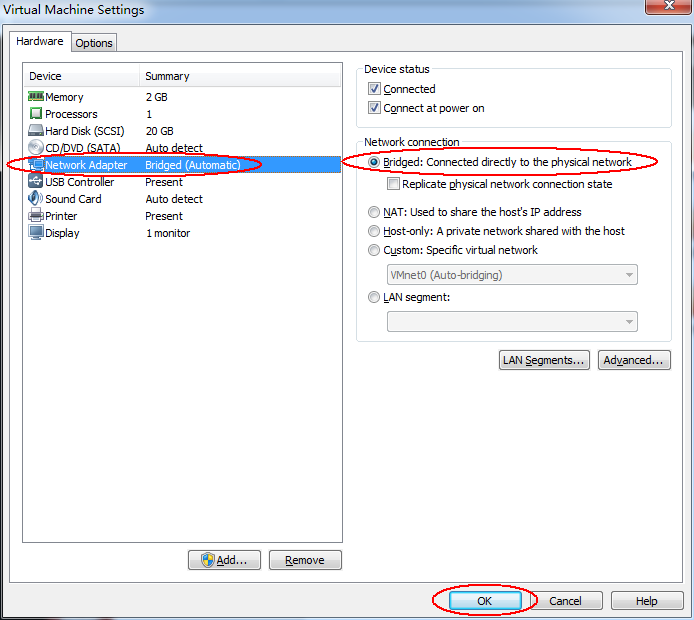 Virtual Machine Settings
Hardware
Options
Device Summary
Memory 2 GB
Processors 1
Hard Disk (SCSI) 20 GB
CD/DVD (SATA) Auto detect
Network Adapter Bridged (Automatic)
USB Controller Present
Sound Card Auto detect
Printer Present
Display 1 monitor
Add...
Remove
Device status
Connected
Connect at power on
Network connection
Bridged: Connected directly to the physical network
Replicate physical network connection state
NAT: Used to share the host's IP address
Host-only: A private network shared with the host
Custom: Specific virtual network
VMnet0 (Auto-bridging)
LAN segment:
LAN Segments...
Advanced...
OK
Cancel
Help